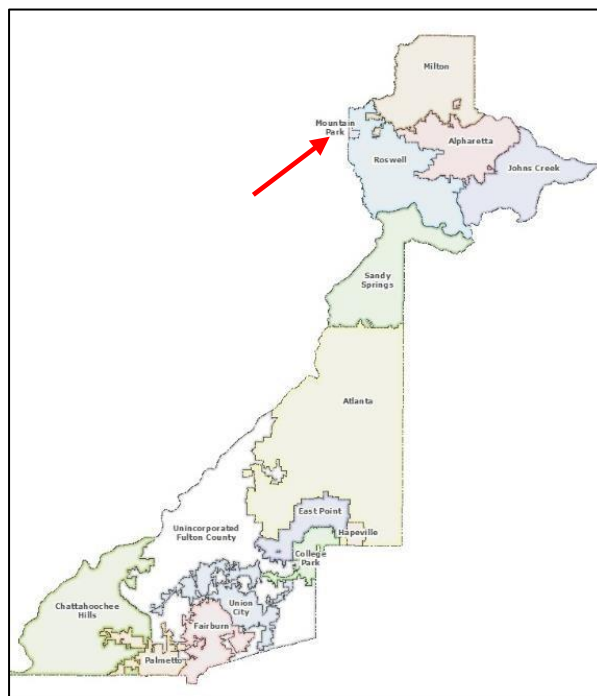 Milton
Mountain
Park
Alpharetta
Roswell
Johns Creek
Sandy
Springs
Atlanta
East Point
Hapeville
Unincorporated
Fulton County
College
Park
Chattahoochee
Hills
Union
City
Fairburn
Palmetto